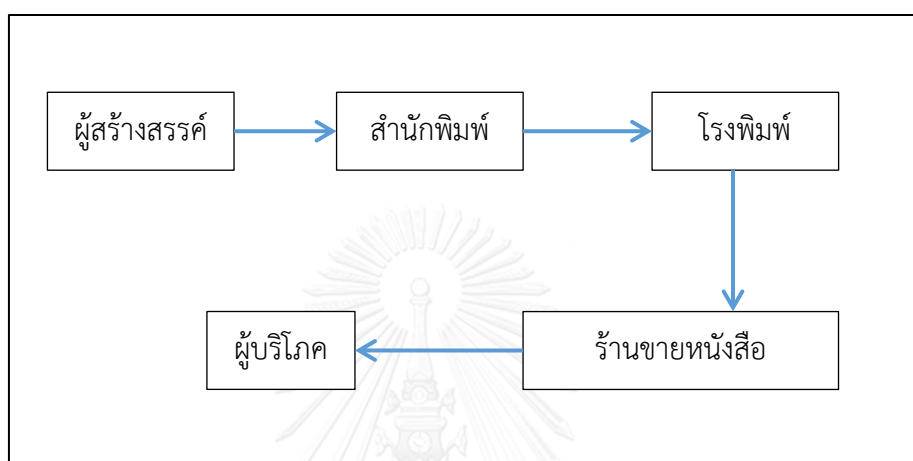 ผู้สร้างสรรค์
สำนักพิมพ์
โรงพิมพ์
ร้านขายหนังสือ
ผู้บริโภค